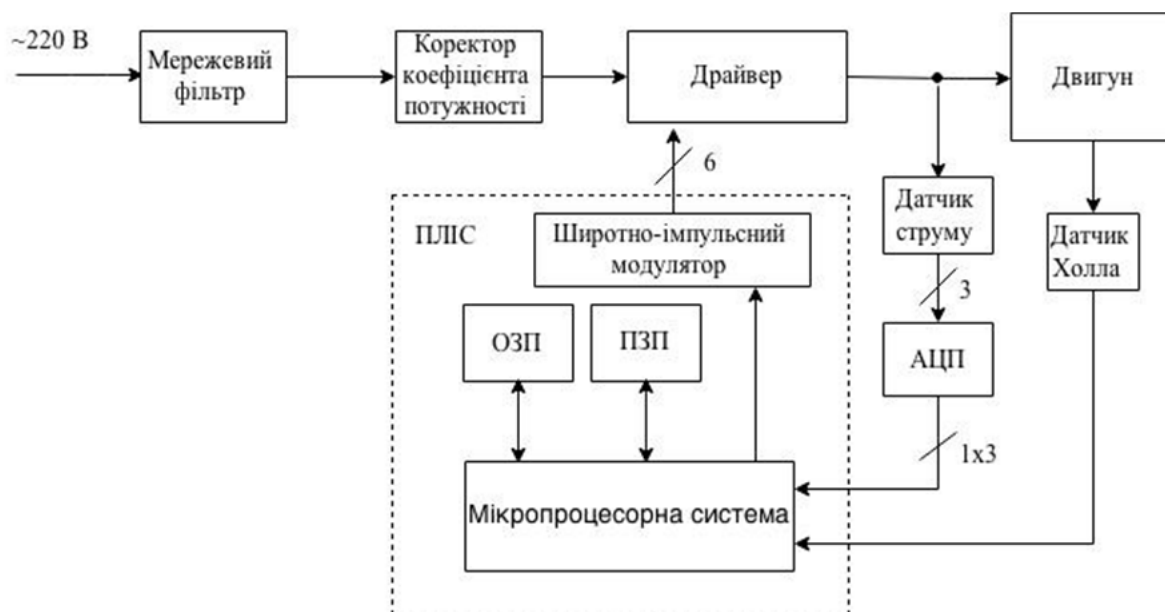 ~220 В
Мережевий
фільтр
Коректор
коефіцієнта
потужності
Драйвер
Двигун
6
3
1х3
ПЛІС
Широтно-імпульсний
модулятор
Датчик
струму
Датчик
Холла
ОЗП
ПЗП
АЦП
Мікропроцесорна система